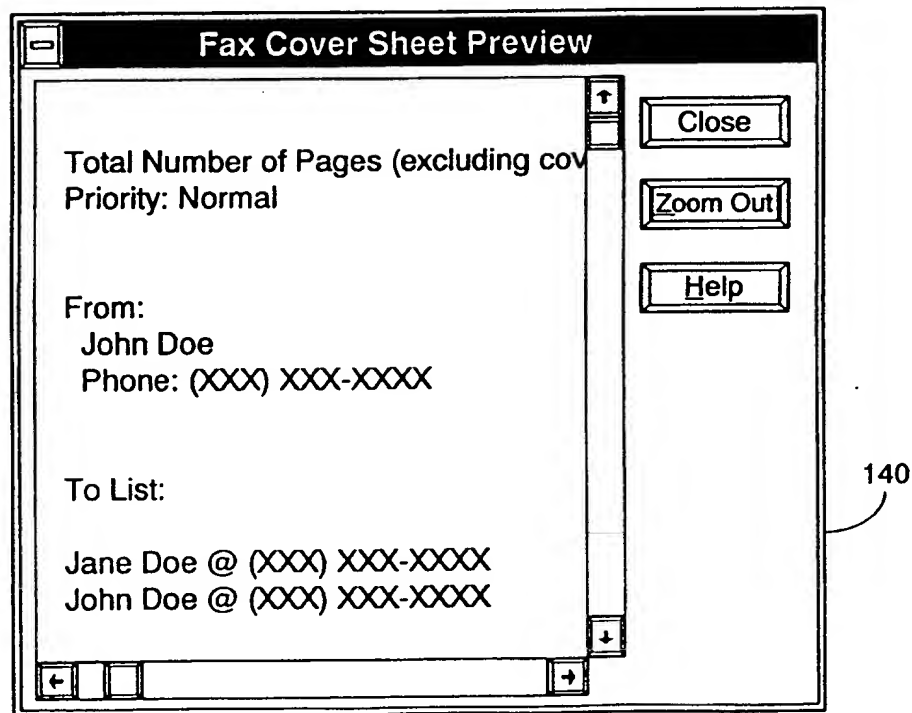 Fax Cover Sheet Preview
Total Number of Pages (excluding cov
Priority: Normal
From:
John Doe
Phone: (XXX) XXX-XXXX
To List:
Jane Doe @ (XXX) XXX-XXXX
John Doe @ (XXX) XXX-XXXX
Close
Zoom Out
Help
140